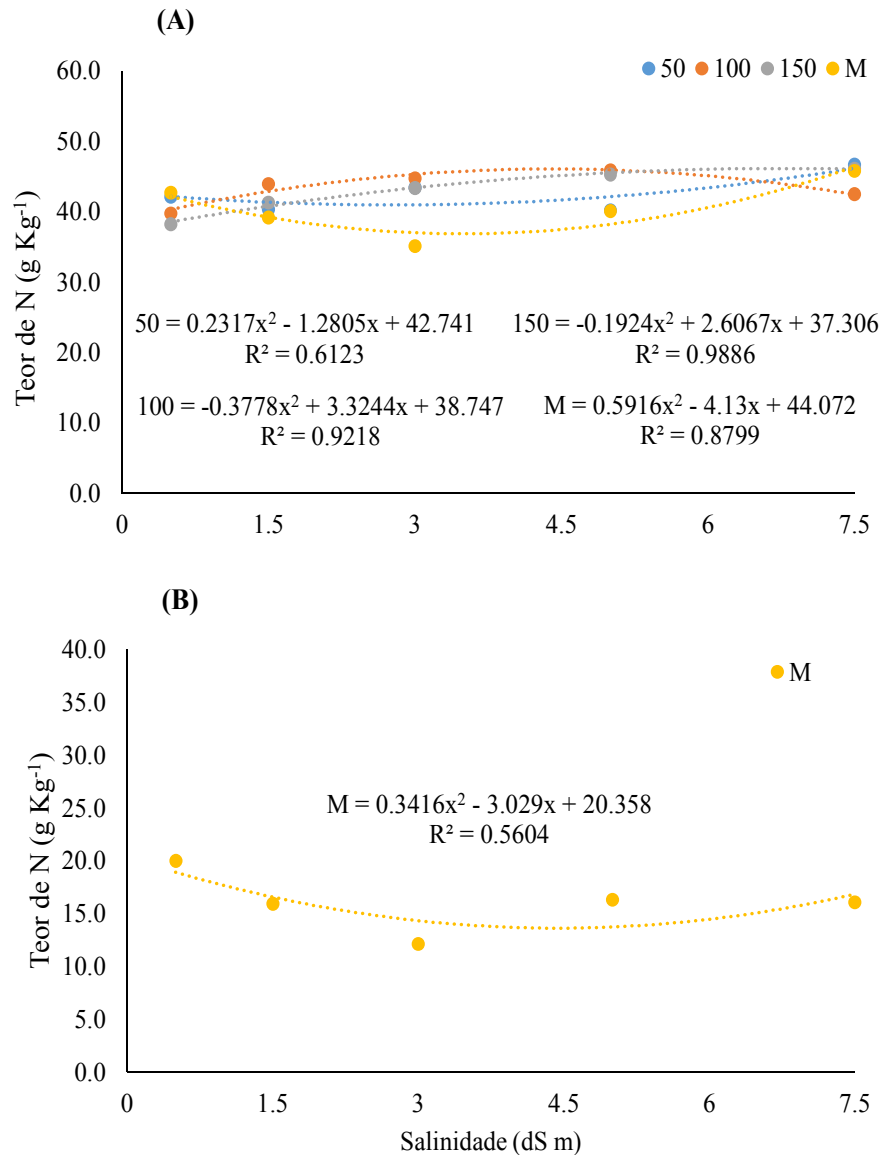 (A)
60.0
50 100 150 M
50.0
40.0
30.0
20.0
10.0
0.0
Teor de N (g Kg⁻¹)
50 = 0.2317x² - 1.2805x + 42.741
R² = 0.6123
150 = -0.1924x² + 2.6067x + 37.306
R² = 0.9886
100 = -0.3778x² + 3.3244x + 38.747
R² = 0.9218
M = 0.5916x² - 4.13x + 44.072
R² = 0.8799
0 1.5 3 4.5 6 7.5
(B)
40.0
35.0
30.0
25.0
20.0
15.0
10.0
5.0
0.0
Teor de N (g Kg⁻¹)
M
M = 0.3416x² - 3.029x + 20.358
R² = 0.5604
0 1.5 3 4.5 6 7.5
Salinidade (dS m)